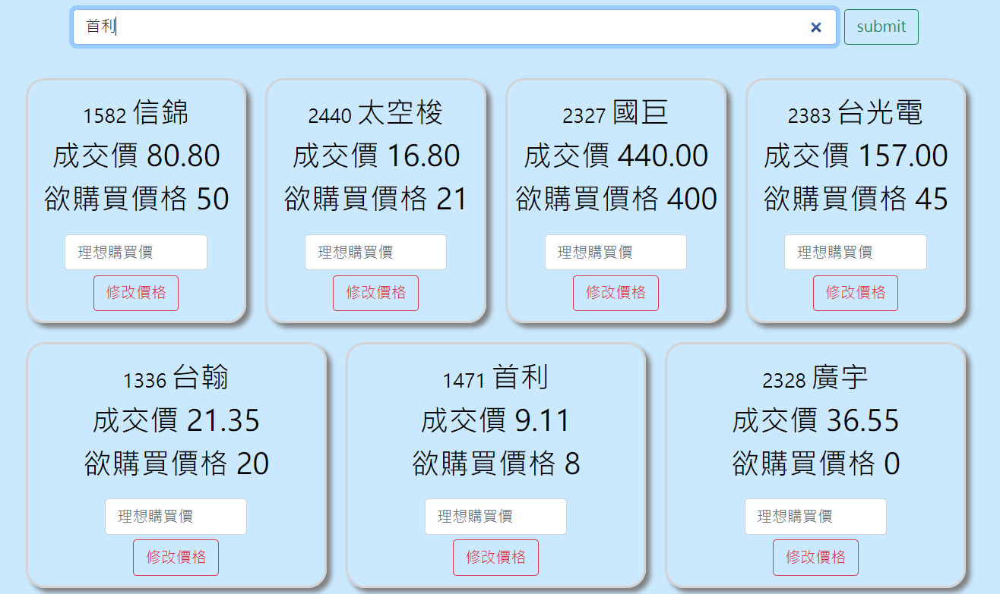 首利 × submit
1582 信錦
成交價 80.80
欲購買價格 50
理想購買價
修改價格
2440 太空梭
成交價 16.80
欲購買價格 21
理想購買價
修改價格
2327 國巨
成交價 440.00
欲購買價格 400
理想購買價
修改價格
2383 台光電
成交價 157.00
欲購買價格 45
理想購買價
修改價格
1336 台翰
成交價 21.35
欲購買價格 20
理想購買價
修改價格
1471 首利
成交價 9.11
欲購買價格 8
理想購買價
修改價格
2328 廣宇
成交價 36.55
欲購買價格 0
理想購買價
修改價格